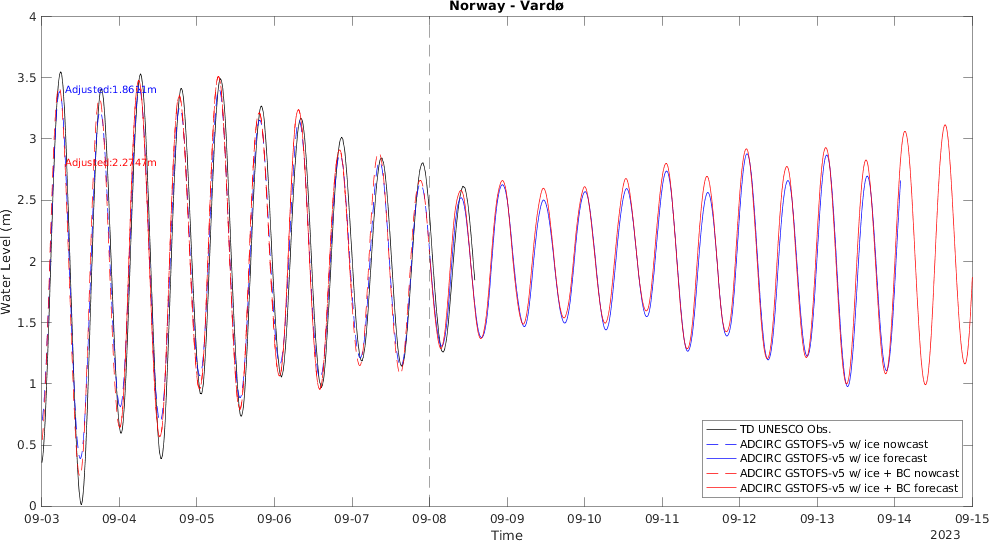 Norway - Vardø
4
3.5
3
2.5
2
1.5
1
0.5
0
Water Level (m)
Adjusted:1.8611m
Adjusted:2.2747m
TD UNESCO Obs.
ADCIRC GSTOFS-v5 w/ ice nowcast
ADCIRC GSTOFS-v5 w/ ice forecast
ADCIRC GSTOFS-v5 w/ ice + BC nowcast
ADCIRC GSTOFS-v5 w/ ice + BC forecast
09-03 09-04 09-05 09-06 09-07 09-08 09-09 09-10 09-11 09-12 09-13 09-14 09-15
Time
2023